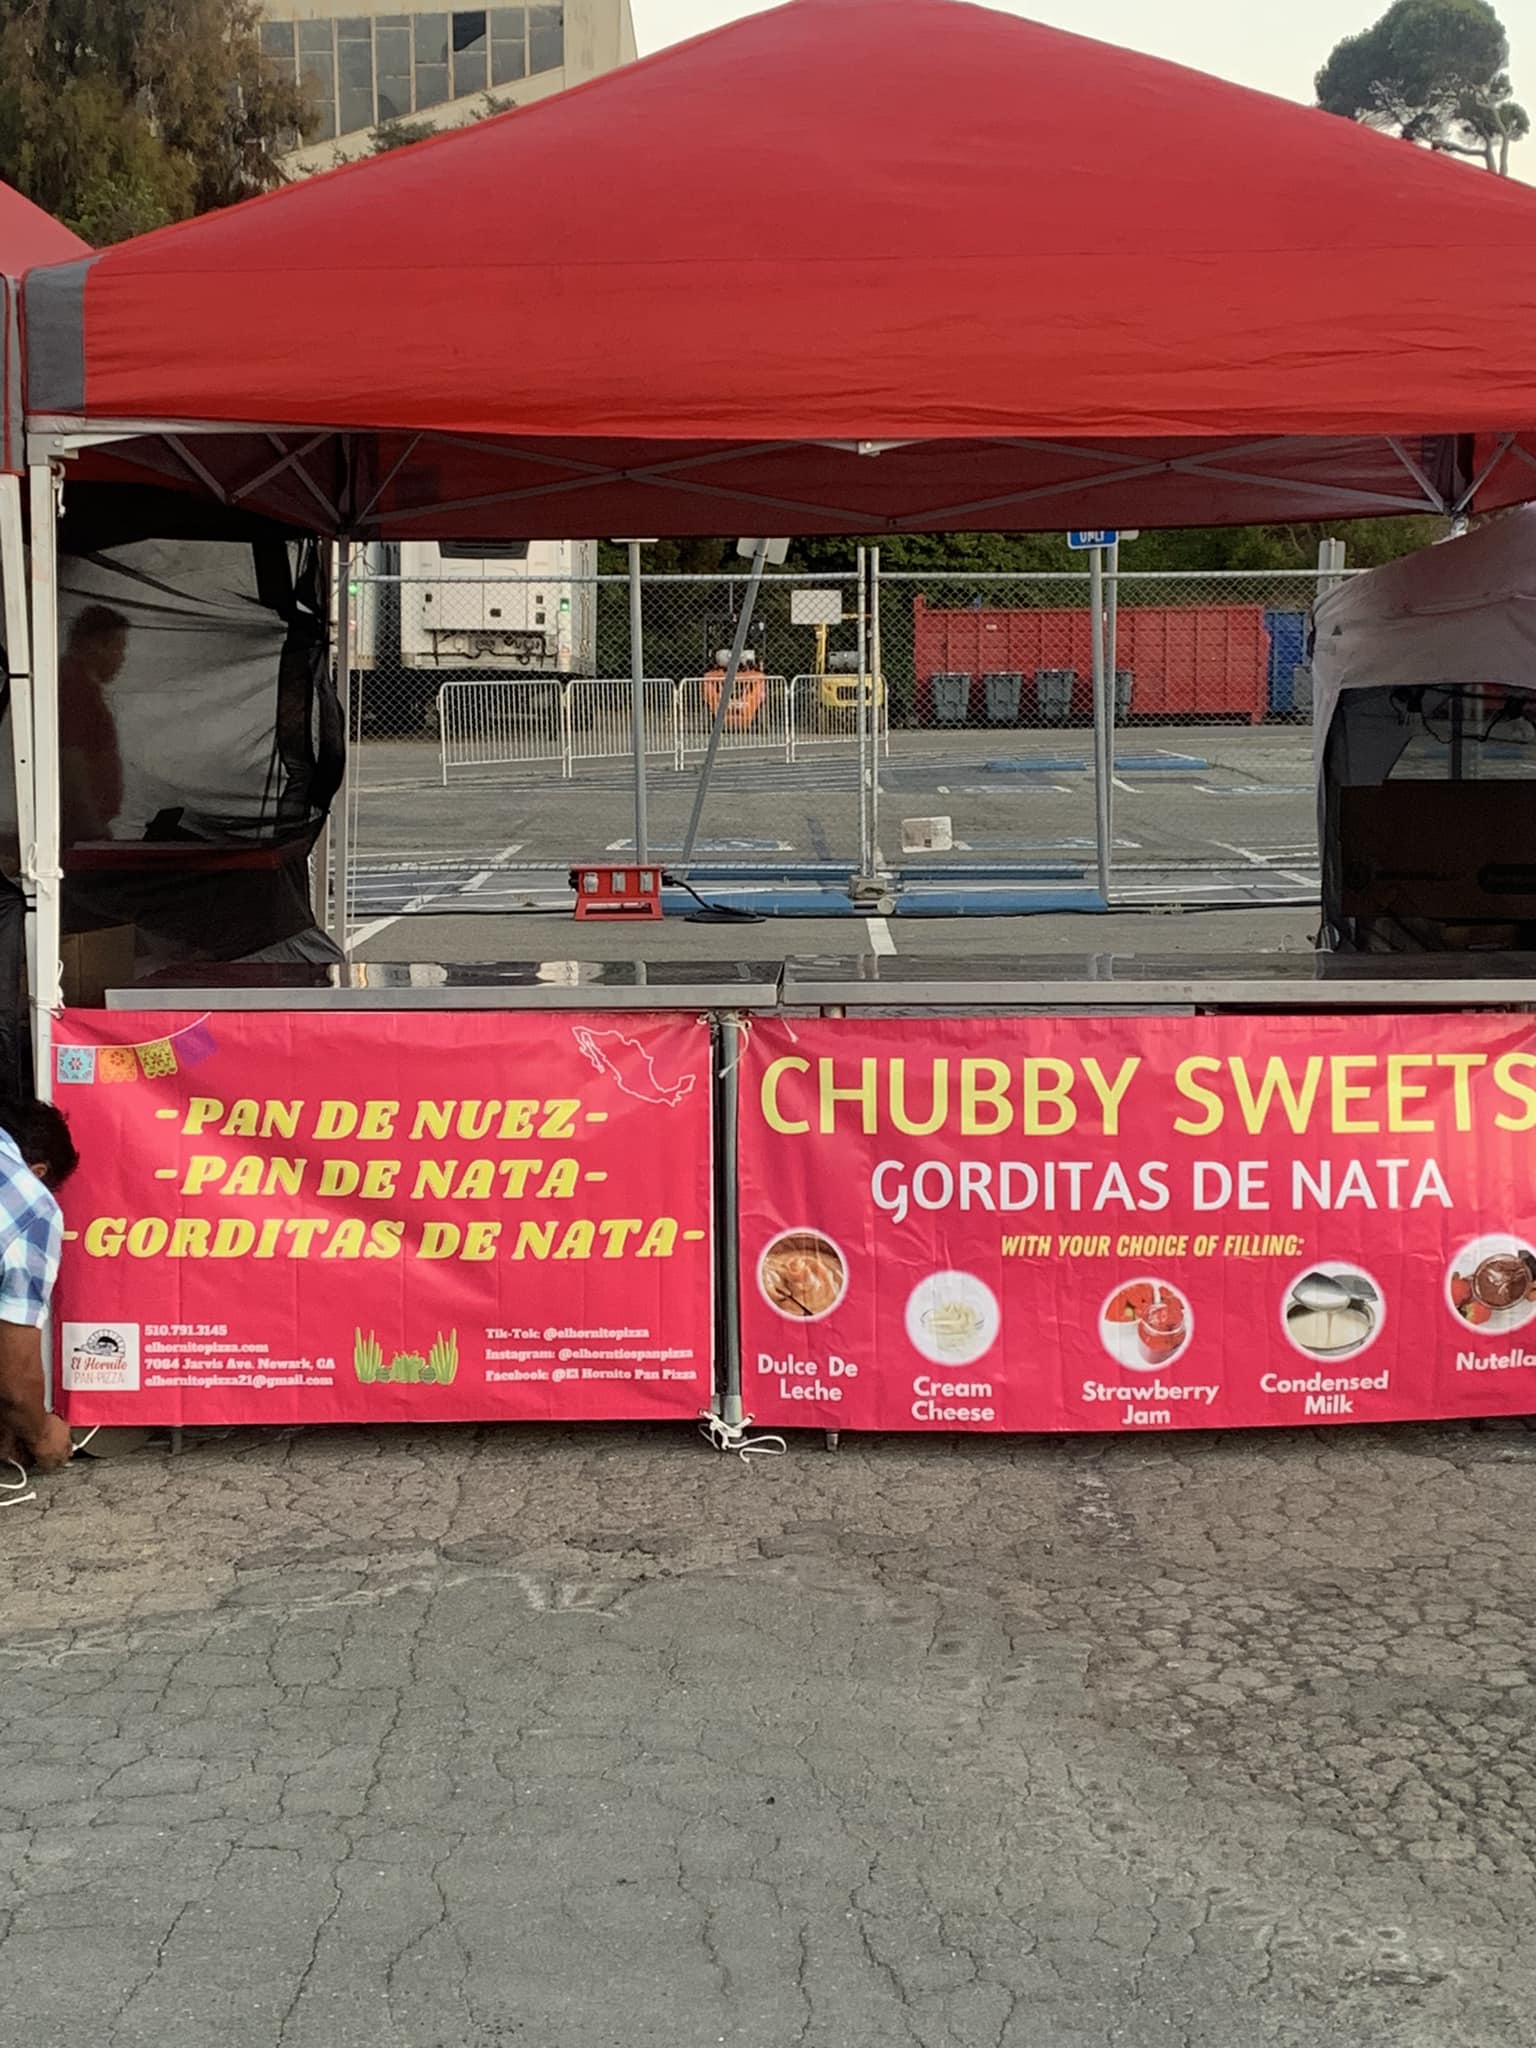 ONLY
-PAN DE NUEZ-
-PAN DE NATA-
-GORDITAS DE NATA-
El Hornito
PAN-PIZZA
510.791.3145
elhornitopizza.com
7084 Jarvis Ave. Newark, CA
elhornitopizza21@gmail.com
Tik-Tok: @elhornitopizza
Instagram: @elhorntiospanpizza
Facebook: @El Hornito Pan Pizza
CHUBBY SWEETS
GORDITAS DE NATA
WITH YOUR CHOICE OF FILLING:
Dulce De
Leche
Cream
Cheese
Strawberry
Jam
Condensed
Milk
Nutella